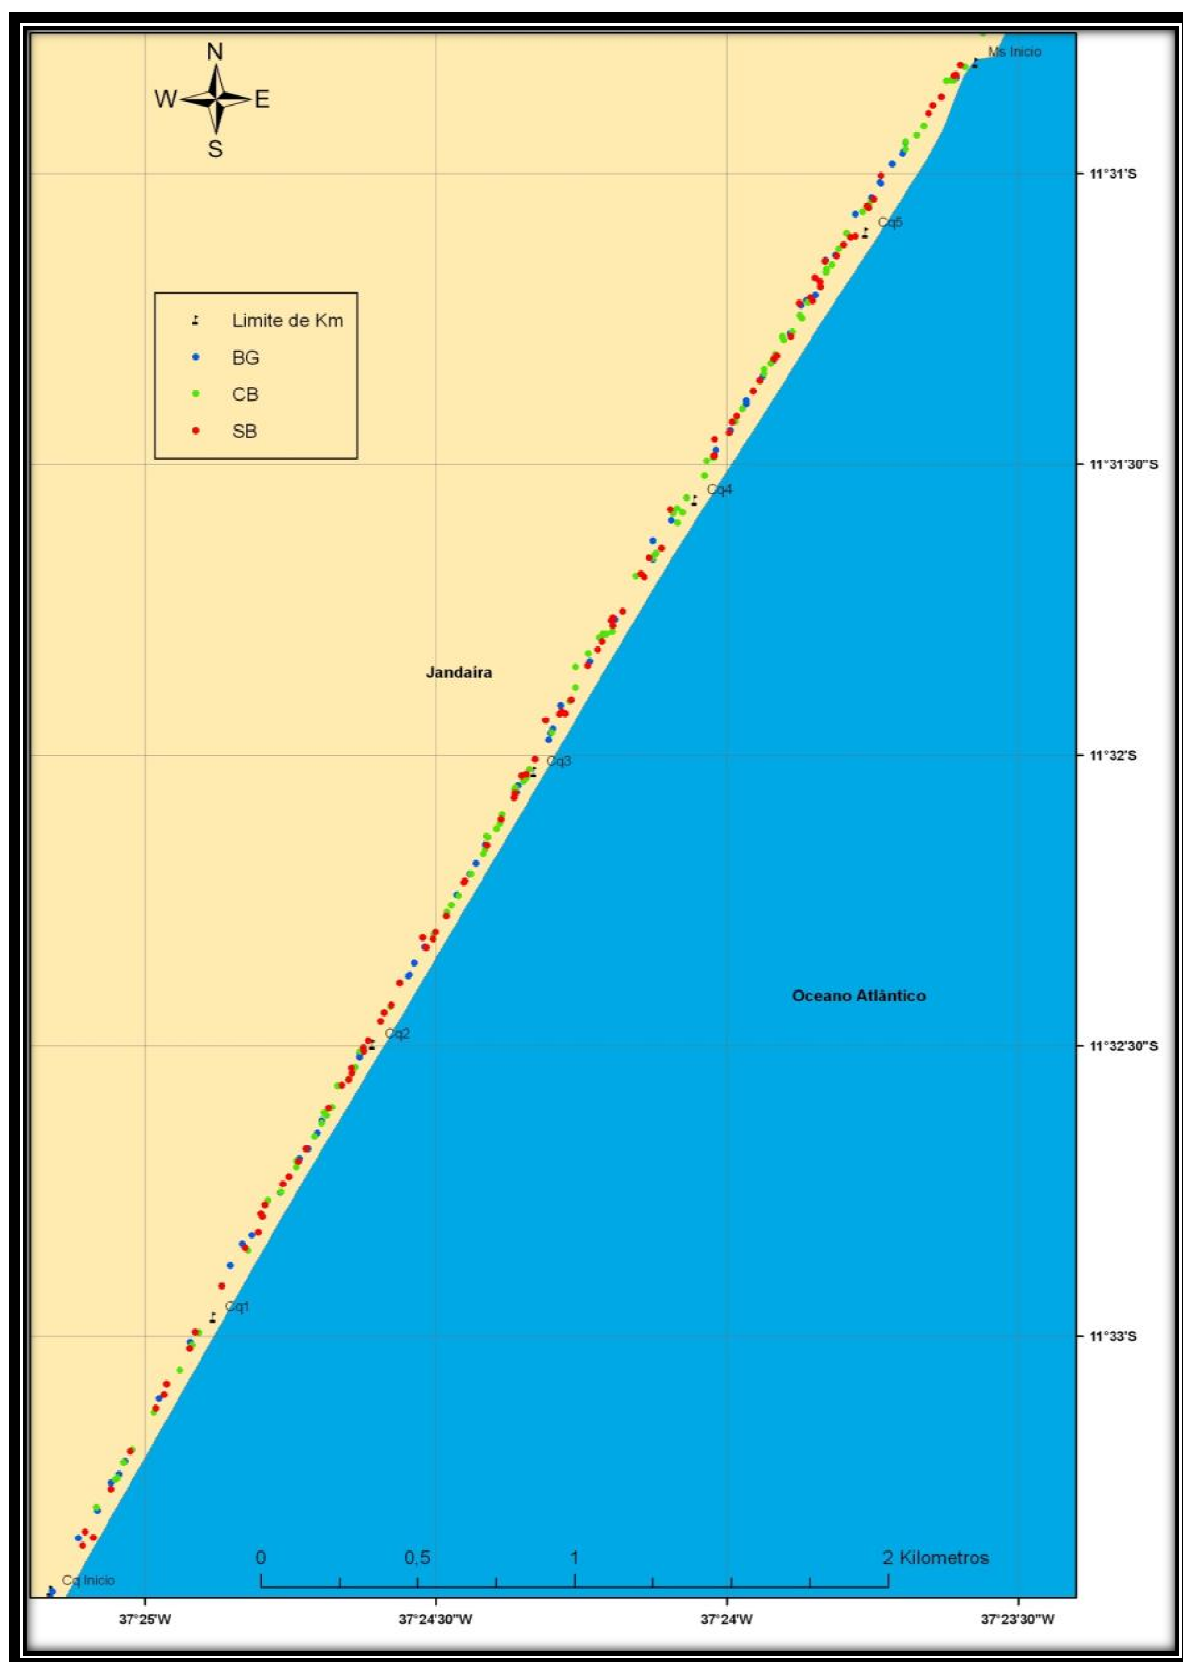 N
W E
S
Ms Inicio
11°31'S
Cq5
Limite de Km
BG
CB
SB
11°31'30"S
Cq4
Jandaira
11°32'S
Cq3
Oceano Atlântico
Cq2
11°32'30"S
Cq1
11°33'S
0 0,5 1 2 Kilometros
Cq Inicio
37°25'W 37°24'30"W 37°24'W 37°23'30"W